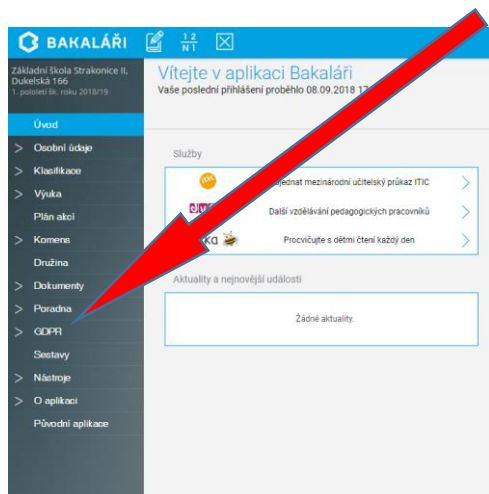 BAKALÁŘI
1 2
N 1
Základní škola Strakonice II,
Dukelská 166
1. pololetí šk. roku 2018/19
Vítejte v aplikaci Bakaláři
Vaše poslední přihlášení proběhlo 08.09.2018 17
Úvod
> Osobní údaje
> Klasifikace
> Výuka
Plán akcí
> Komens
Družina
> Dokumenty
> Poradna
> GDPR
Sestavy
> Nástroje
> O aplikaci
Původní aplikace
Služby
itic
jednat mezinárodní učitelský průkaz ITIC
Další vzdělávání pedagogických pracovníků
ka
Procvičujte s dětmi čtení každý den
Aktuality a nejnovější události
Žádné aktuality.